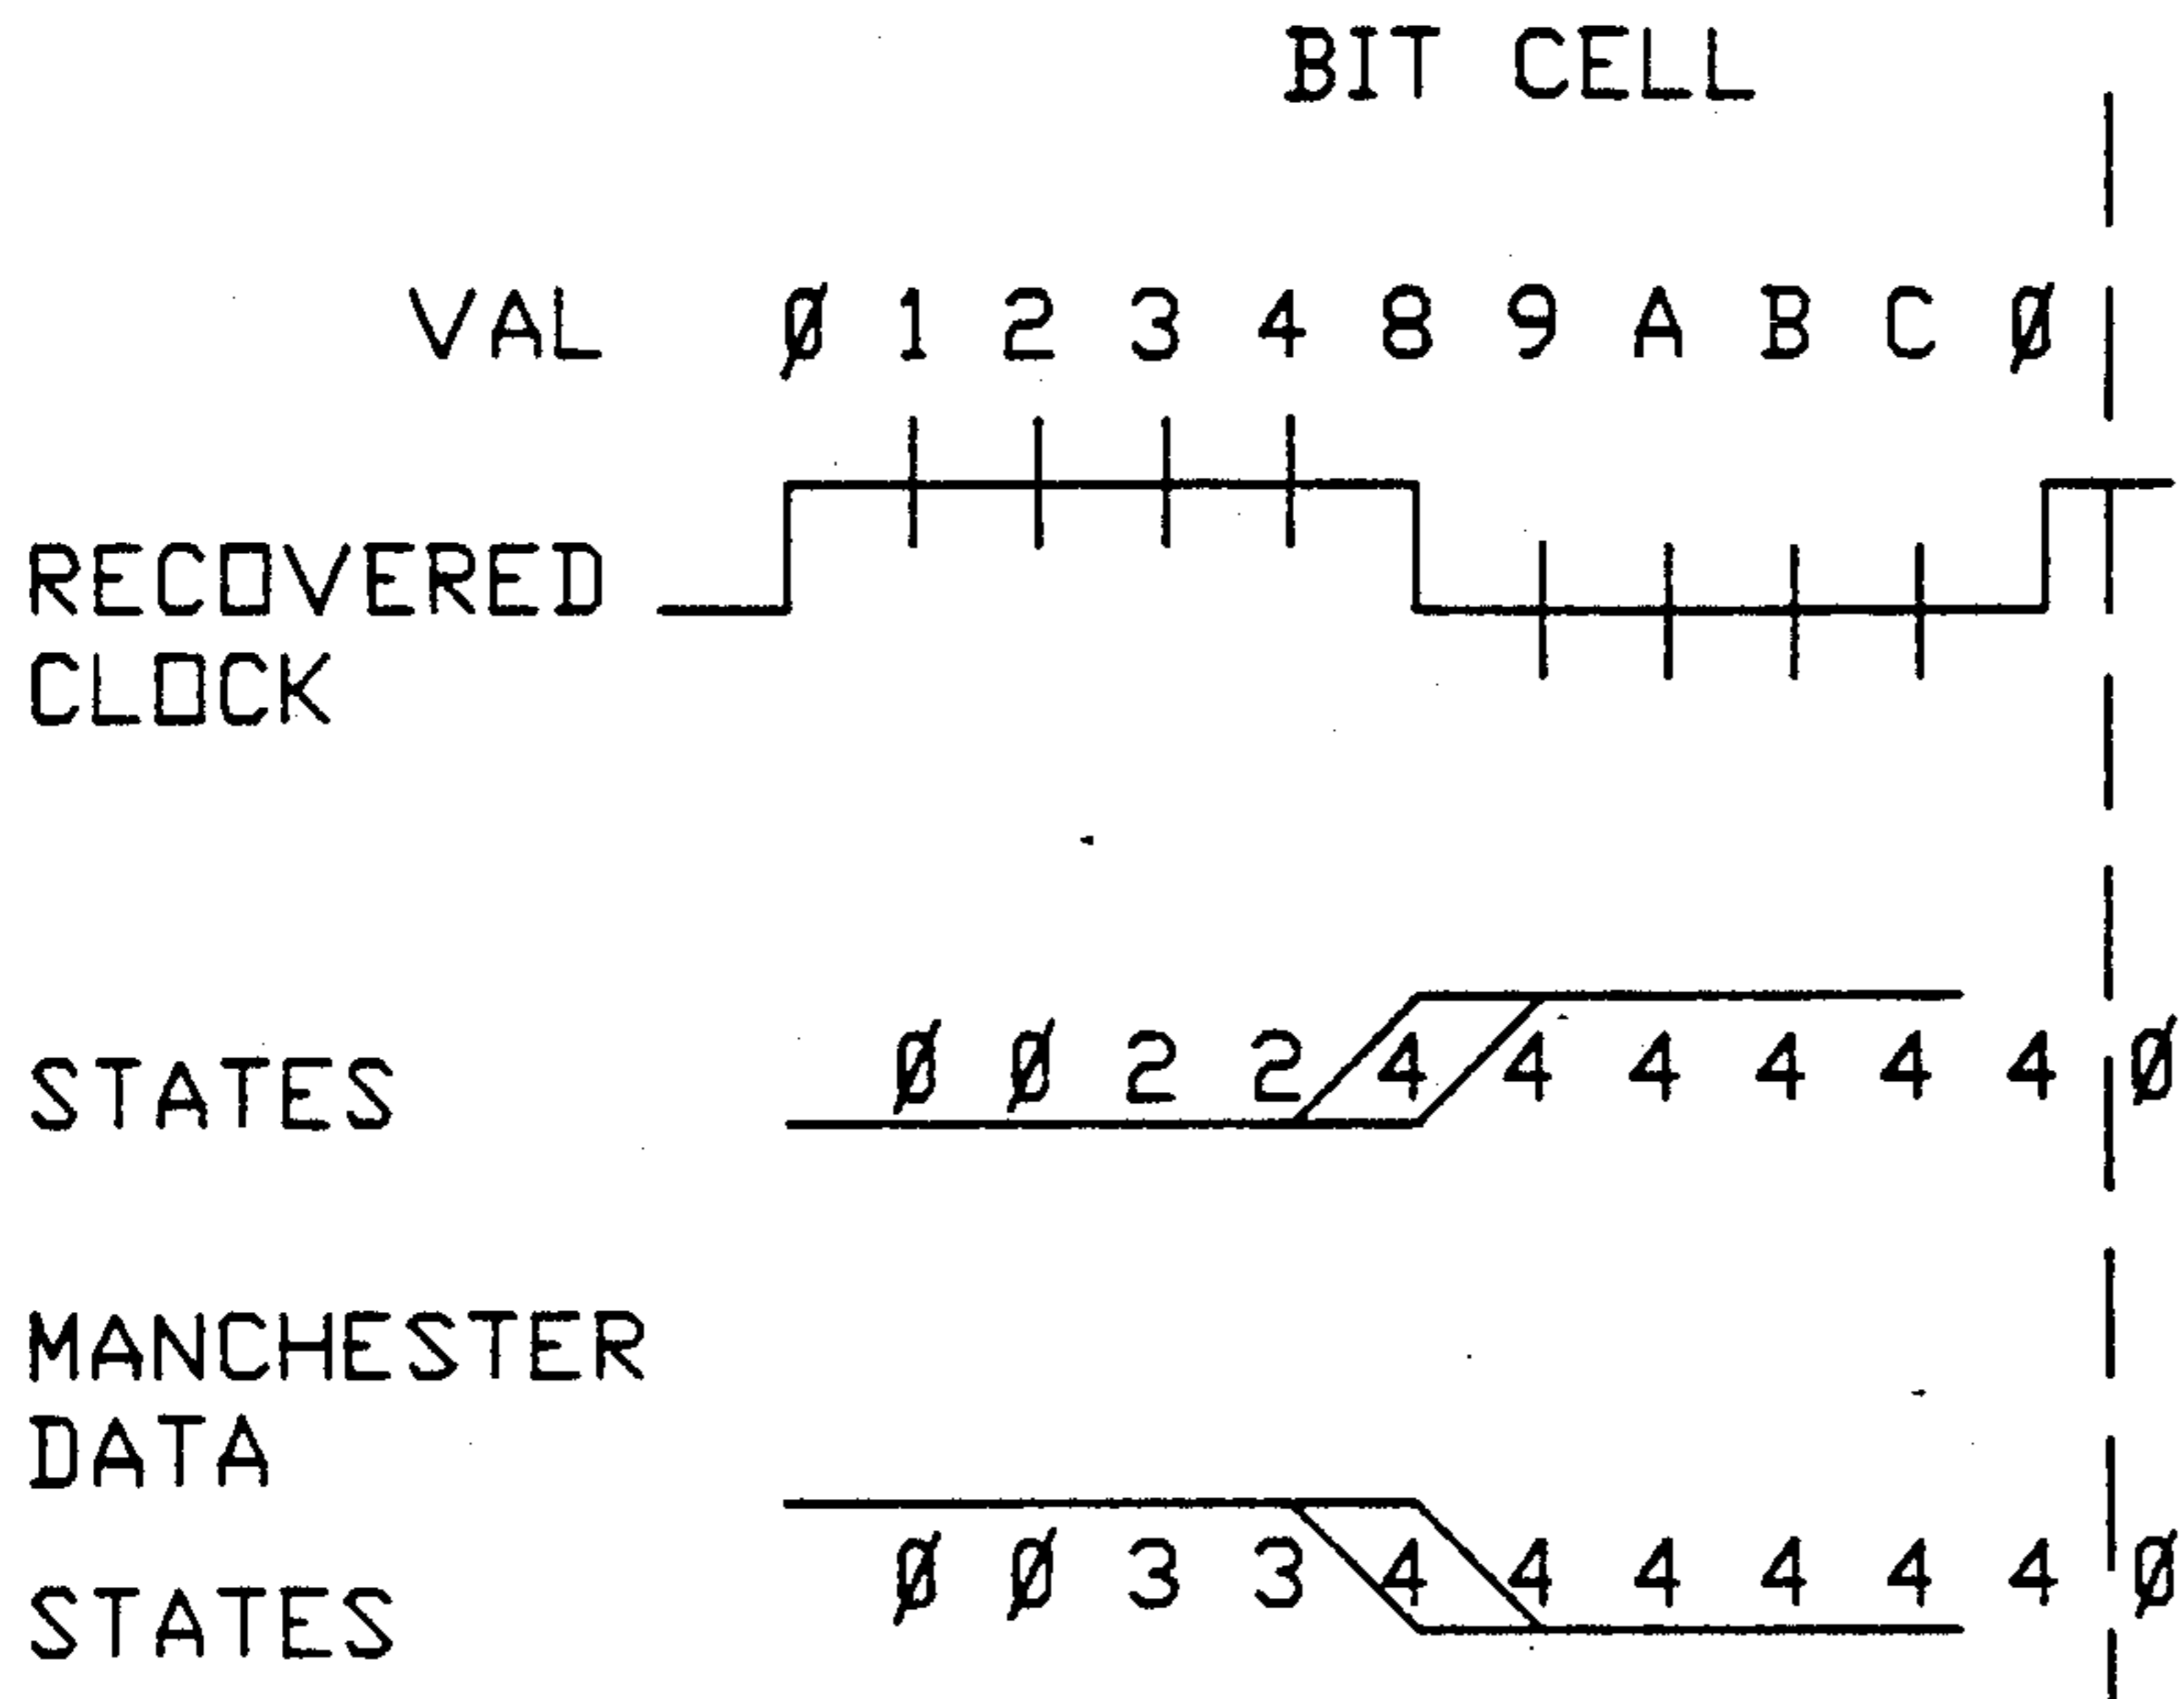 BIT CELL
VAL Ø 1 2 3 4 8 9 A B C Ø
RECOVERED
CLOCK
STATES Ø Ø 2 2 4 4 4 4 4 4 Ø
MANCHESTER
DATA
STATES Ø Ø 3 3 4 4 4 4 4 4 Ø